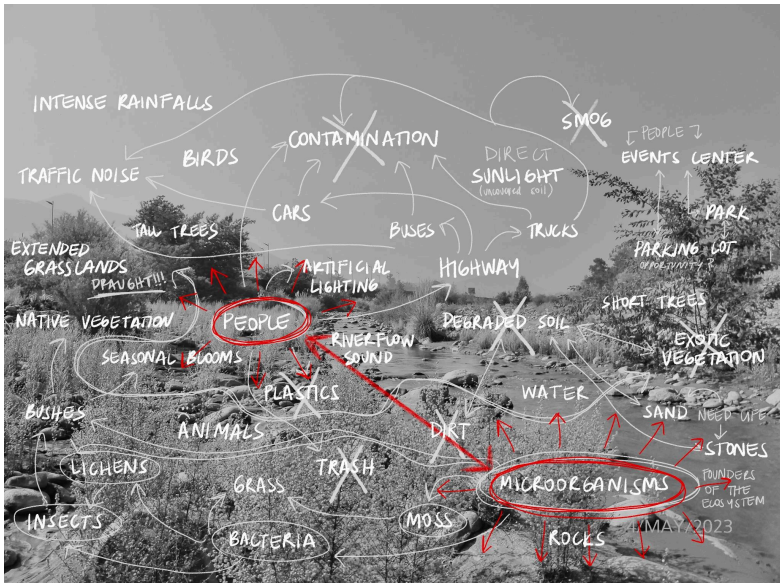 INTENSE RAINFALLS
SMOG
[PEOPLE]
CONTAMINATION
BIRDS
DIRECT
SUNLIGHT
(uncovered soil)
EVENTS CENTER
TRAFFIC NOISE
CARS
PARK
TALL TREES
BUSES
TRUCKS
EXTENDED
GRASSLANDS
DRAUGHT!!!
ARTIFICIAL
LIGHTING
HIGHWAY
PARKING LOT
OPPORTUNITY?
SHORT TREES
NATIVE VEGETATION
PEOPLE
DEGRADED SOIL
RIVERFLOW
SOUND
EXOTIC
VEGETATION
SEASONAL BLOOMS
PLASTICS
WATER
BUSHES
SAND
NEED LIFE
ANIMALS
DIRT
STONES
LICHENS
TRASH
GRASS
MICROORGANISMS
FOUNDERS
OF THE
ECOSYSTEM
INSECTS
MOSS
/MAY/2023
BACTERIA
ROCKS